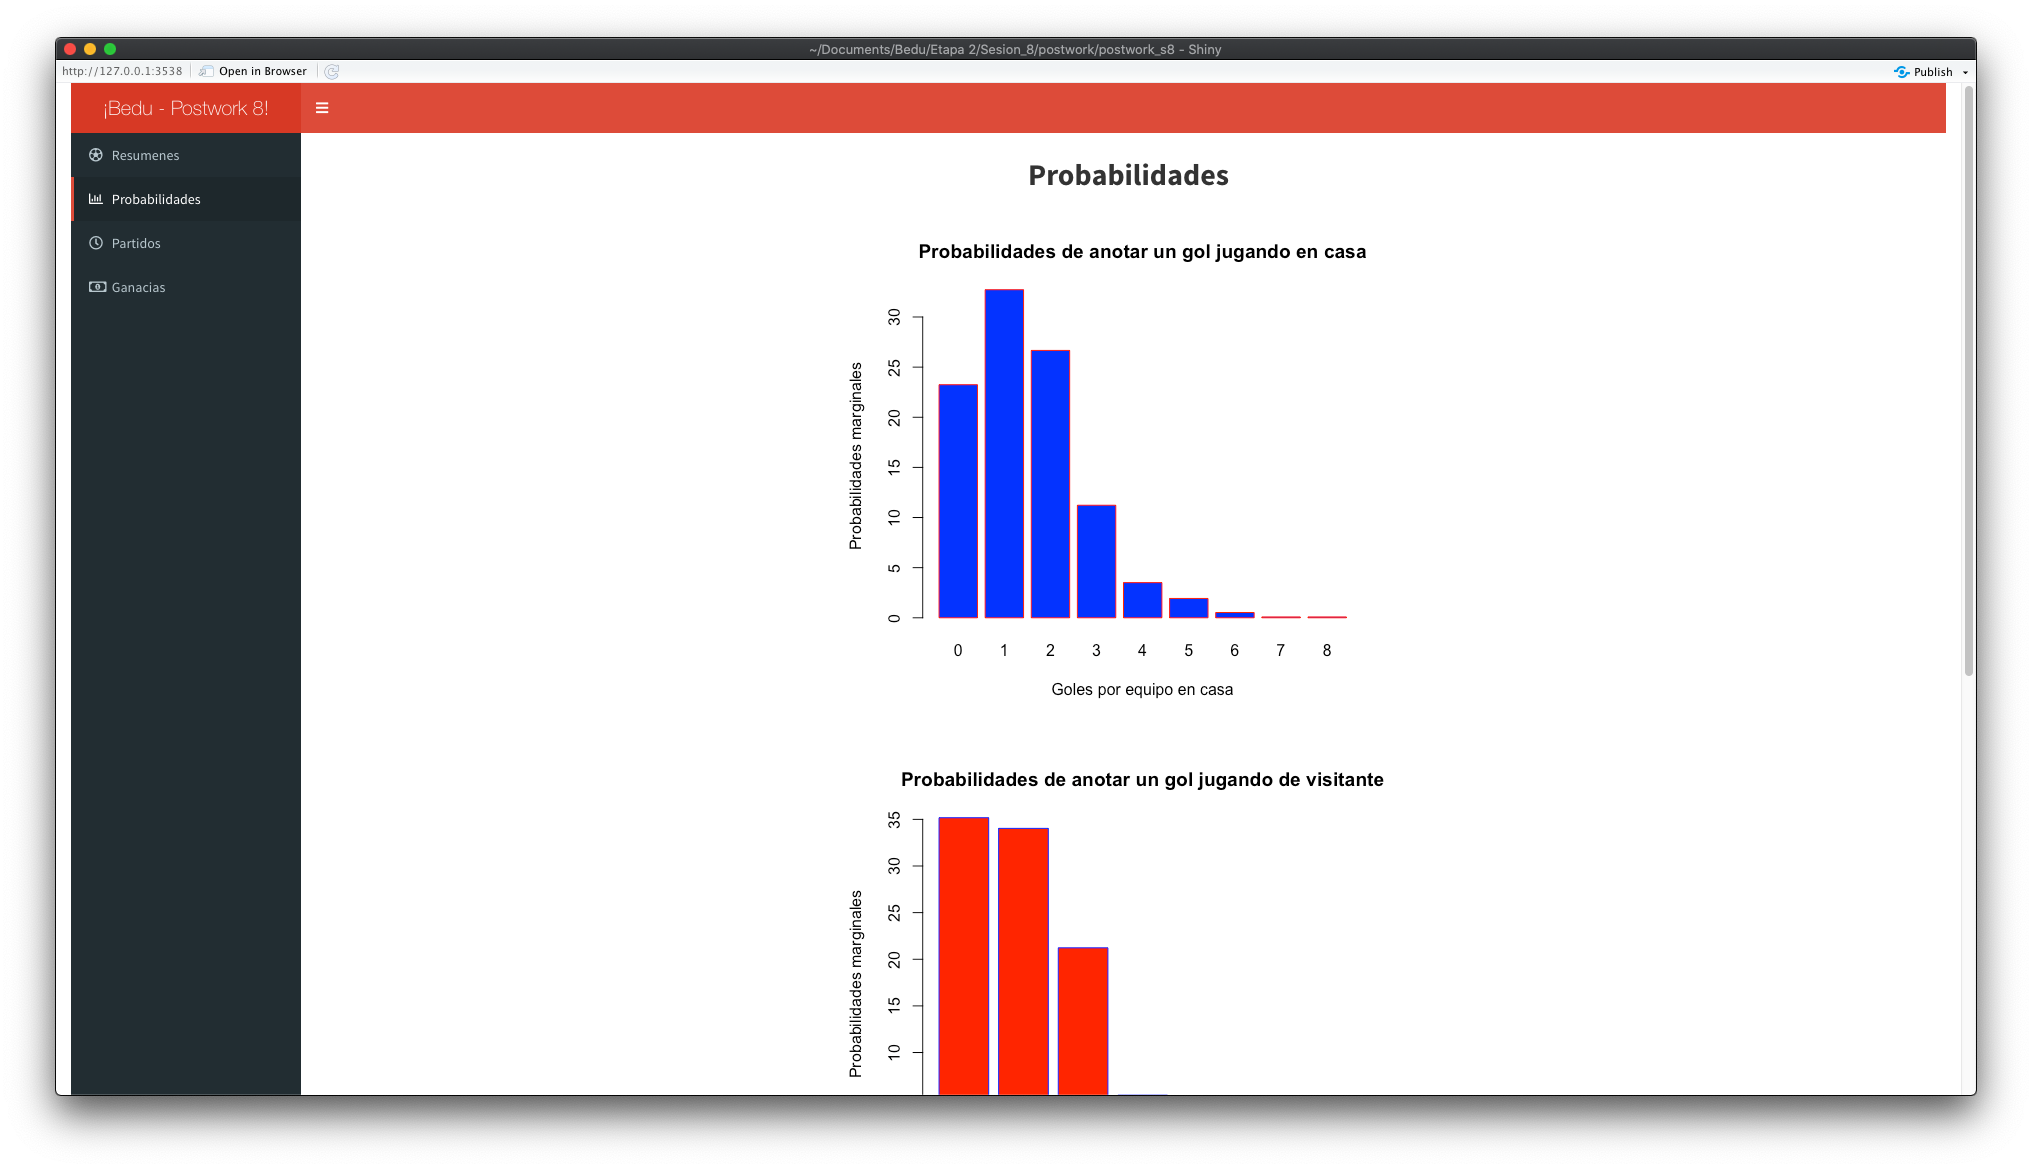 ~/Documents/Bedu/Etapa 2/Sesion_8/postwork/postwork_s8 - Shiny
http://127.0.0.1:3538 Open in Browser Publish
¡Bedu - Postwork 8!
Resumenes
Probabilidades
Partidos
Ganacias
Probabilidades
Probabilidades de anotar un gol jugando en casa
Probabilidades marginales
30
25
20
15
10
5
0
0 1 2 3 4 5 6 7 8
Goles por equipo en casa
Probabilidades de anotar un gol jugando de visitante
Probabilidades marginales
35
30
25
20
15
10